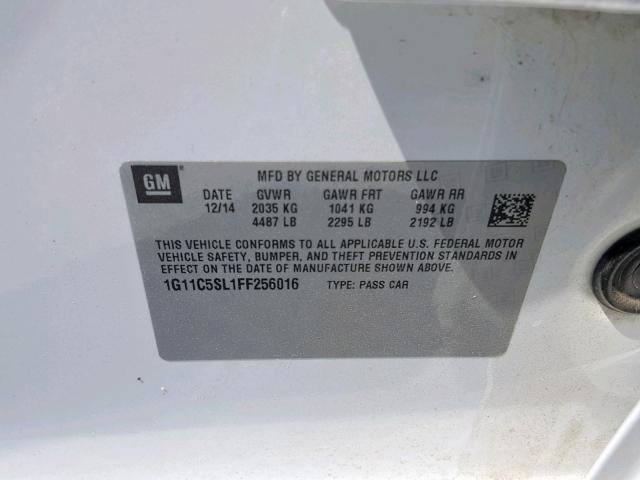 GM
MFD BY GENERAL MOTORS LLC
DATE GVWR GAWR FRT GAWR RR
12/14 2035 KG 1041 KG 994 KG
4487 LB 2295 LB 2192 LB
THIS VEHICLE CONFORMS TO ALL APPLICABLE U.S. FEDERAL MOTOR
VEHICLE SAFETY, BUMPER, AND THEFT PREVENTION STANDARDS
IN EFFECT ON THE DATE OF MANUFACTURE SHOWN ABOVE.
1G11C5SL1FF256016 TYPE: PASS CAR